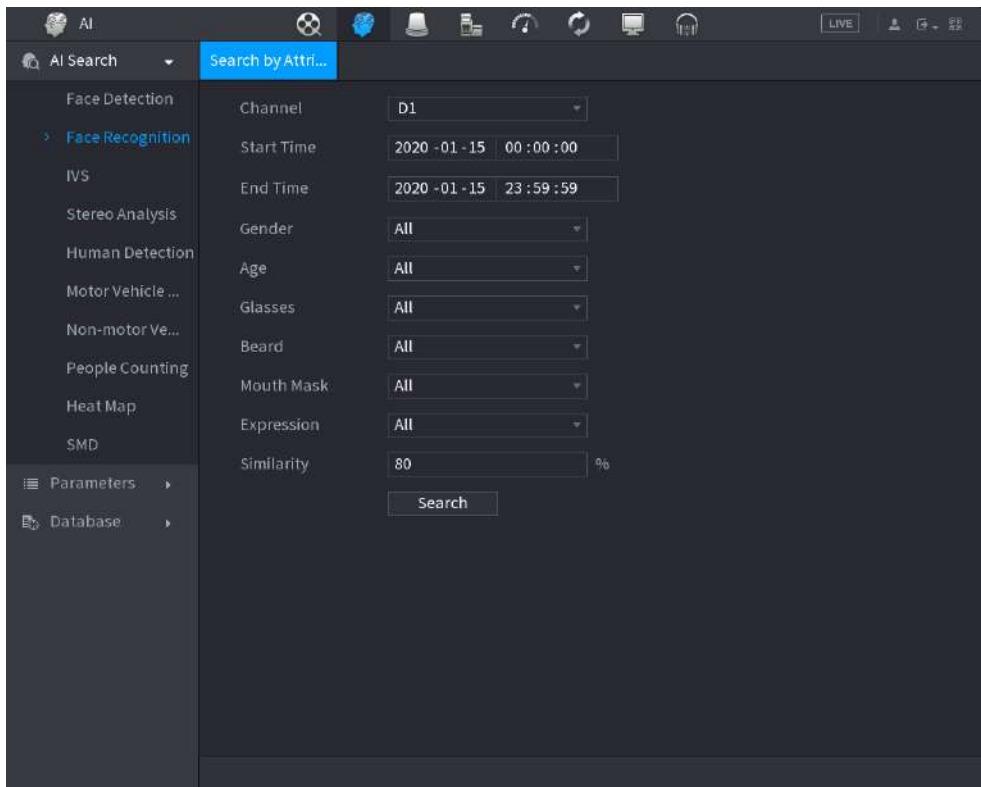 AI
LIVE
AI Search
Search by Attri...
Face Detection
Face Recognition
IVS
Stereo Analysis
Human Detection
Motor Vehicle ...
Non-motor Ve...
People Counting
Heat Map
SMD
Parameters
Database
Channel D1
Start Time 2020 -01 -15 00 :00 :00
End Time 2020 -01 -15 23 :59 :59
Gender All
Age All
Glasses All
Beard All
Mouth Mask All
Expression All
Similarity 80 %
Search